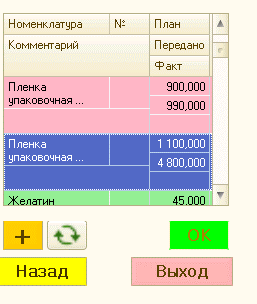 Номенклатура № План
Комментарий Передано
Факт
Пленка 900,000
упаковочная ... 990,000
Пленка 1 100,000
упаковочная ... 4 800,000
Желатин 45,000
+
OK
Назад Выход